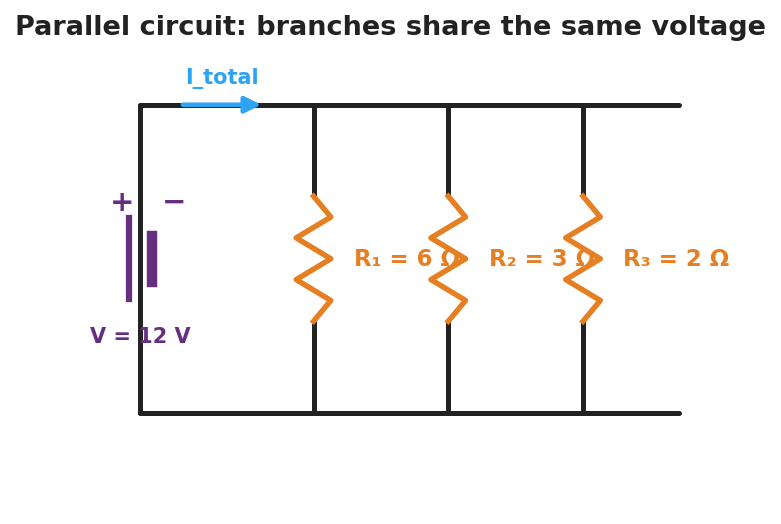 Parallel circuit: branches share the same voltage
I_total
+ −
R₁ = 6 Ω R₂ = 3 Ω R₃ = 2 Ω
V = 12 V